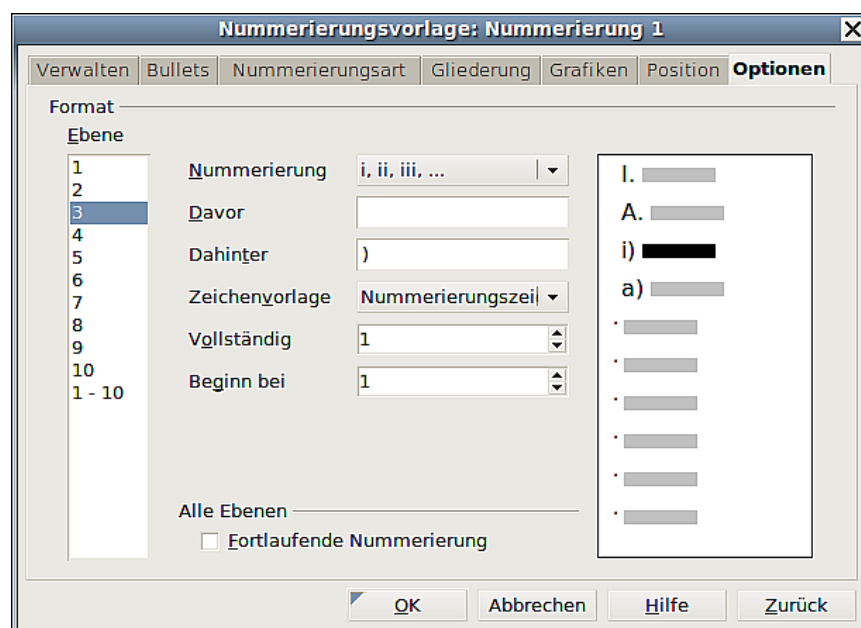 Nummerierungsvorlage: Nummerierung 1
Verwalten Bullets Nummerierungsart Gliederung Grafiken Position Optionen
Format
Ebene
1
2
3
4
5
6
7
8
9
10
1 - 10
Nummerierung i, ii, iii, ...
Davor
Dahinter )
Zeichenvorlage Nummerierungszei
Vollständig 1
Beginn bei 1
Alle Ebenen
Fortlaufende Nummerierung
I.
A.
i)
a)
OK Abbrechen Hilfe Zurück